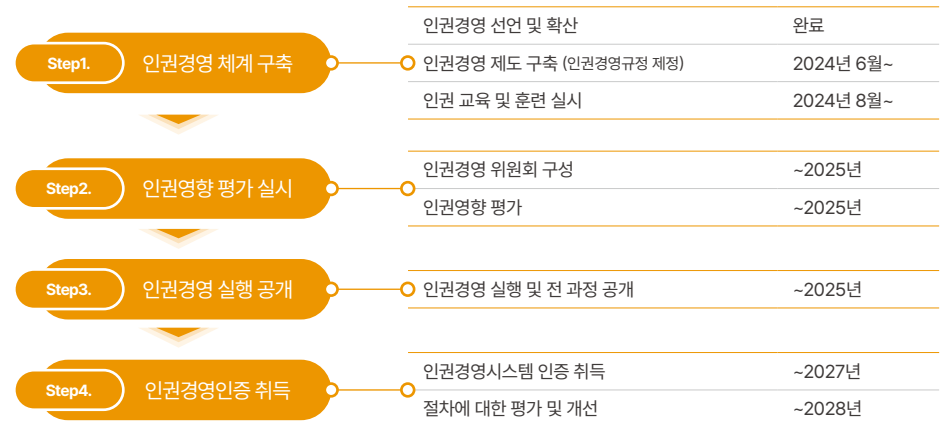 Step1. 인권경영 체계 구축
인권경영 선언 및 확산 완료
인권경영 제도 구축 (인권경영규정 제정) 2024년 6월~
인권 교육 및 훈련 실시 2024년 8월~
Step2. 인권영향 평가 실시
인권경영 위원회 구성 ~2025년
인권영향 평가 ~2025년
Step3. 인권경영 실행 공개
인권경영 실행 및 전 과정 공개 ~2025년
Step4. 인권경영인증 취득
인권경영시스템 인증 취득 ~2027년
절차에 대한 평가 및 개선 ~2028년